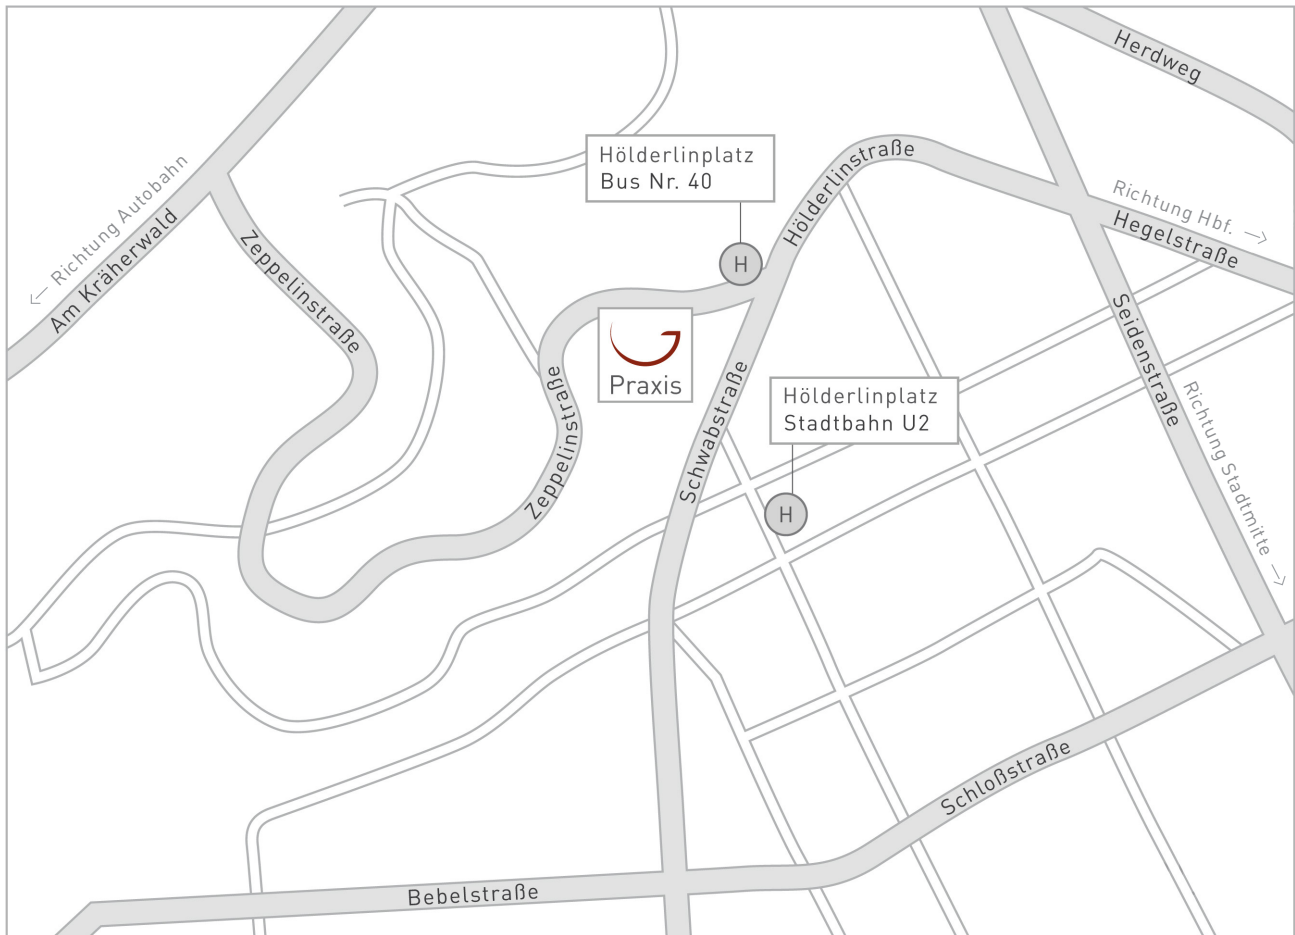 Herdweg
Hölderlinplatz
Bus Nr. 40
Hölderlinstraße
Richtung Autobahn
Am Kräherwald
Richtung Hbf.
Hegelstraße
Zeppelinstraße
H
Praxis
Seidenstraße
Schwabstraße
Zeppelinstraße
Hölderlinplatz
Stadtbahn U2
H
Richtung Stadtmitte
Schloßstraße
Bebelstraße